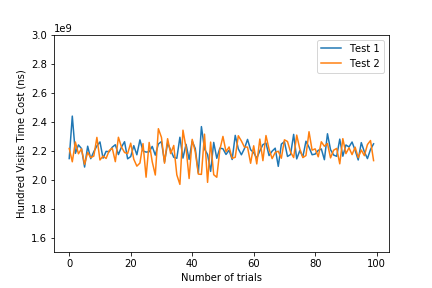 1e9
3.0
2.8
2.6
2.4
2.2
2.0
1.8
1.6
Hundred Visits Time Cost (ns)
Test 1
Test 2
0 20 40 60 80 100
Number of trials